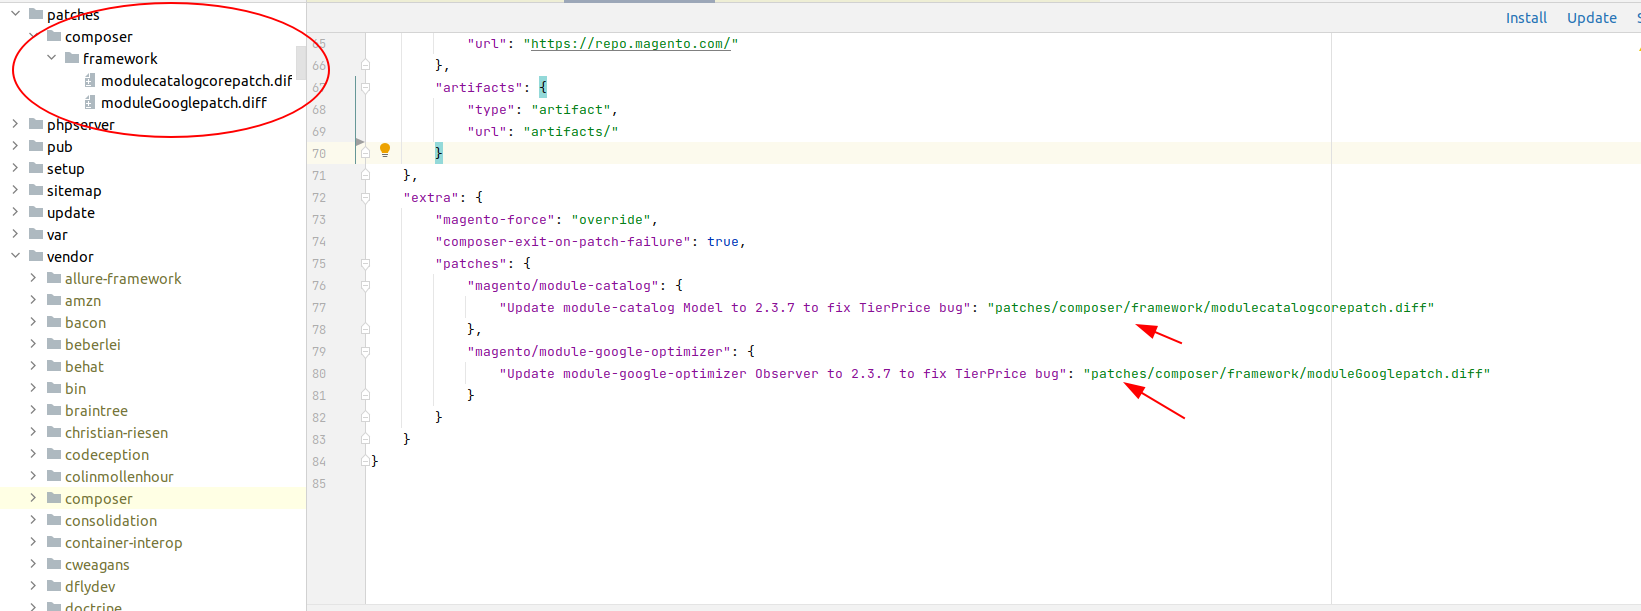 patches
composer
framework
modulecatalogcorepatch.dif
moduleGooglepatch.diff
phpserver
pub
setup
sitemap
update
var
vendor
allure-framework
amzn
bacon
beberlei
behat
bin
braintree
christian-riesen
codeception
colinmollenhour
composer
consolidation
container-interop
cweagans
dflydev
doctrine
Install Update S
65 "url": "https://repo.magento.com/"
66 },
67 "artifacts": {
68 "type": "artifact",
69 "url": "artifacts/"
70 }
71 },
72 "extra": {
73 "magento-force": "override",
74 "composer-exit-on-patch-failure": true,
75 "patches": {
76 "magento/module-catalog": {
77 "Update module-catalog Model to 2.3.7 to fix TierPrice bug": "patches/composer/framework/modulecatalogcorepatch.diff"
78 },
79 "magento/module-google-optimizer": {
80 "Update module-google-optimizer Observer to 2.3.7 to fix TierPrice bug": "patches/composer/framework/moduleGooglepatch.diff"
81 }
82 }
83 }
84 }
85